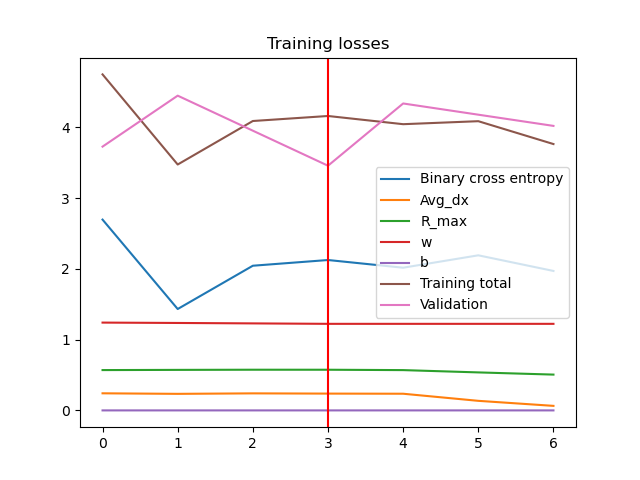 Training losses
4
3
2
1
0
Binary cross entropy
Avg_dx
R_max
w
b
Training total
Validation
0 1 2 3 4 5 6